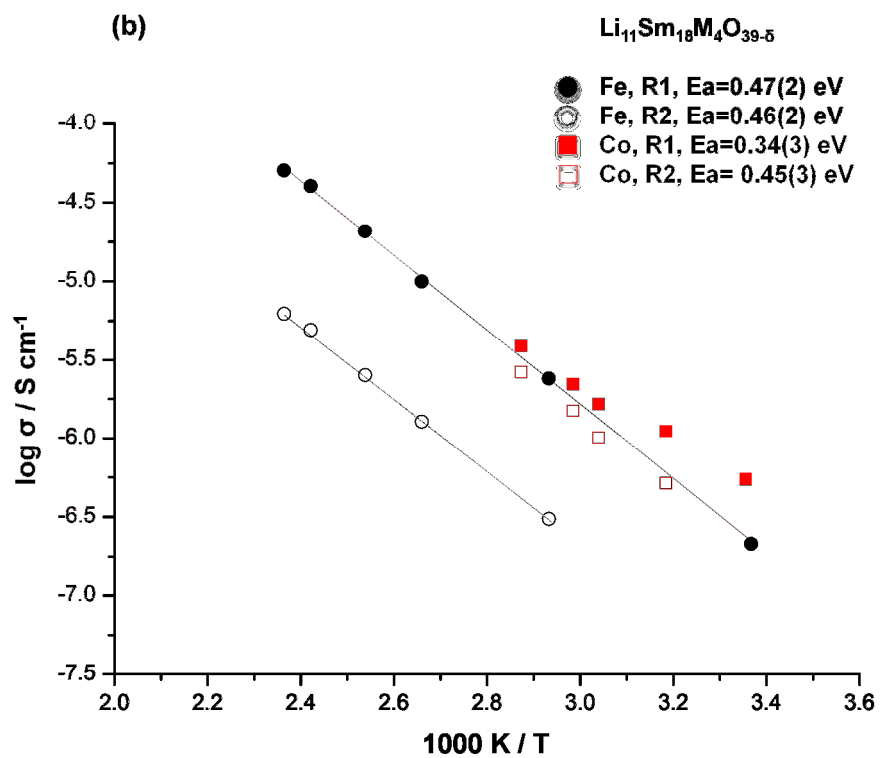 (b)
Li₁₁Sm₁₈M₄O₃₉₋δ
Fe, R1, Ea=0.47(2) eV
Fe, R2, Ea=0.46(2) eV
Co, R1, Ea=0.34(3) eV
Co, R2, Ea= 0.45(3) eV
-4.0
-4.5
-5.0
-5.5
-6.0
-6.5
-7.0
-7.5
log σ / S cm⁻¹
2.0 2.2 2.4 2.6 2.8 3.0 3.2 3.4 3.6
1000 K / T